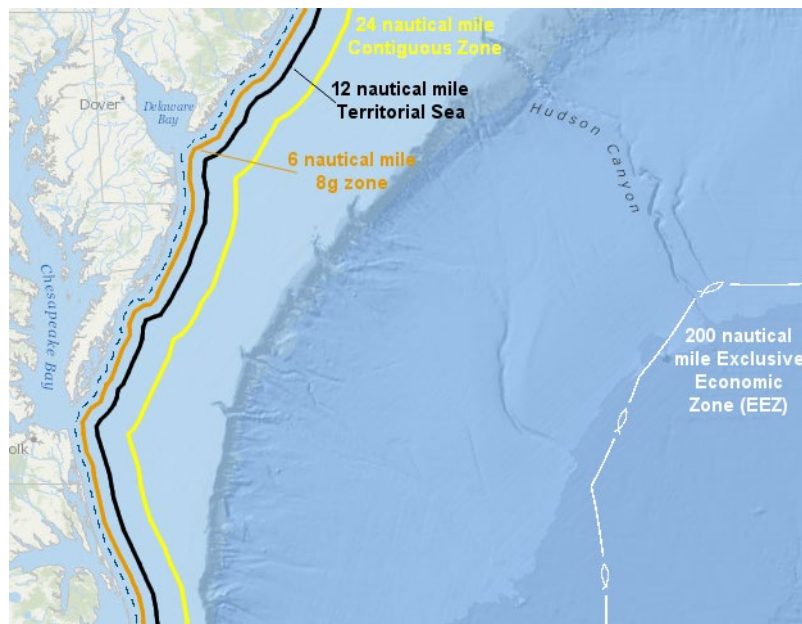 24 nautical mile
Contiguous Zone
12 nautical mile
Territorial Sea
Dover
Delaware
Bay
Hudson Canyon
6 nautical mile
8g zone
Chesapeake Bay
200 nautical
mile Exclusive
Economic
Zone (EEZ)
olk